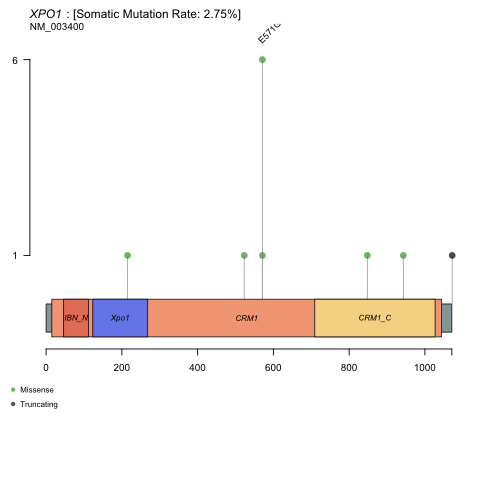 XPO1 : [Somatic Mutation Rate: 2.75%]
NM_003400
6
1
IBN_N
Xpo1
CRM1
CRM1_C
0
200
400
600
800
1000
Missense
Truncating